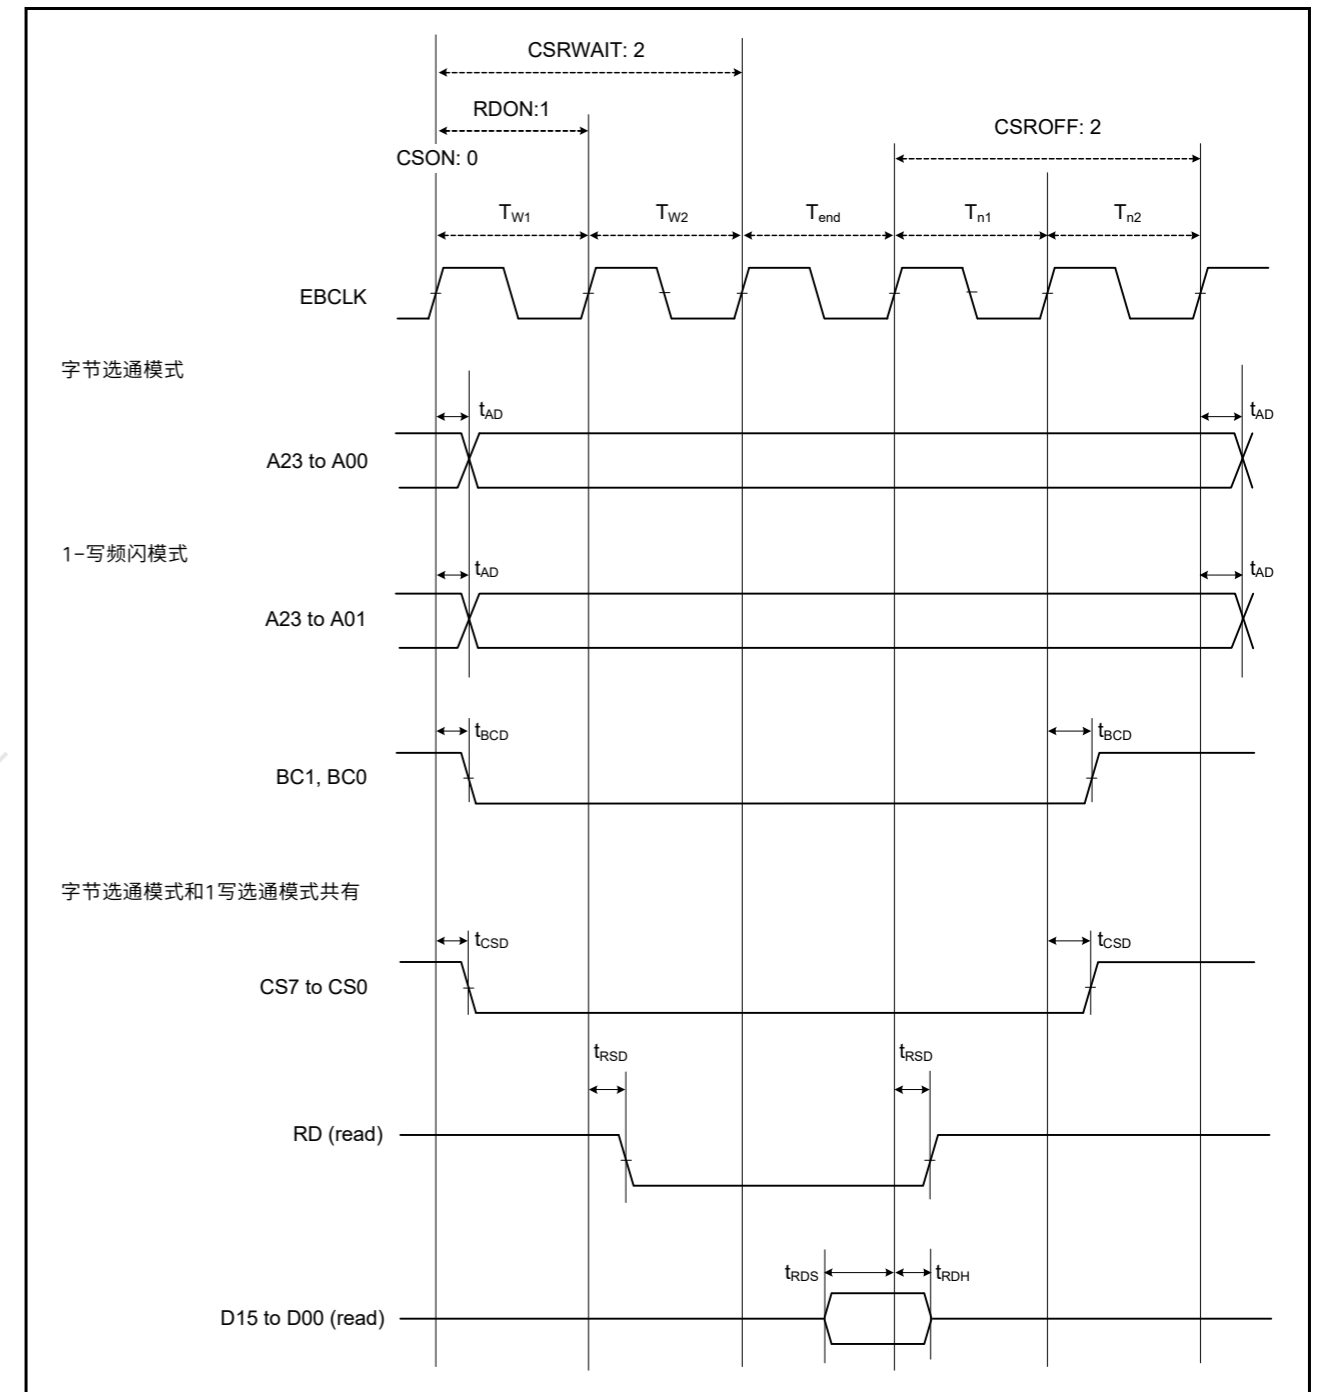 CSRWAIT: 2
RDON:1
CSROFF: 2
CSON: 0
TW1 TW2 Tend Tn1 Tn2
EBCLK
字节选通模式
tAD tAD
A23 to A00
1-写频闪模式
tAD tAD
A23 to A01
tBCD tBCD
BC1, BC0
字节选通模式和1写选通模式共有
tCSD tCSD
CS7 to CS0
tRSD tRSD
RD (read)
tRDS tRDH
D15 to D00 (read)